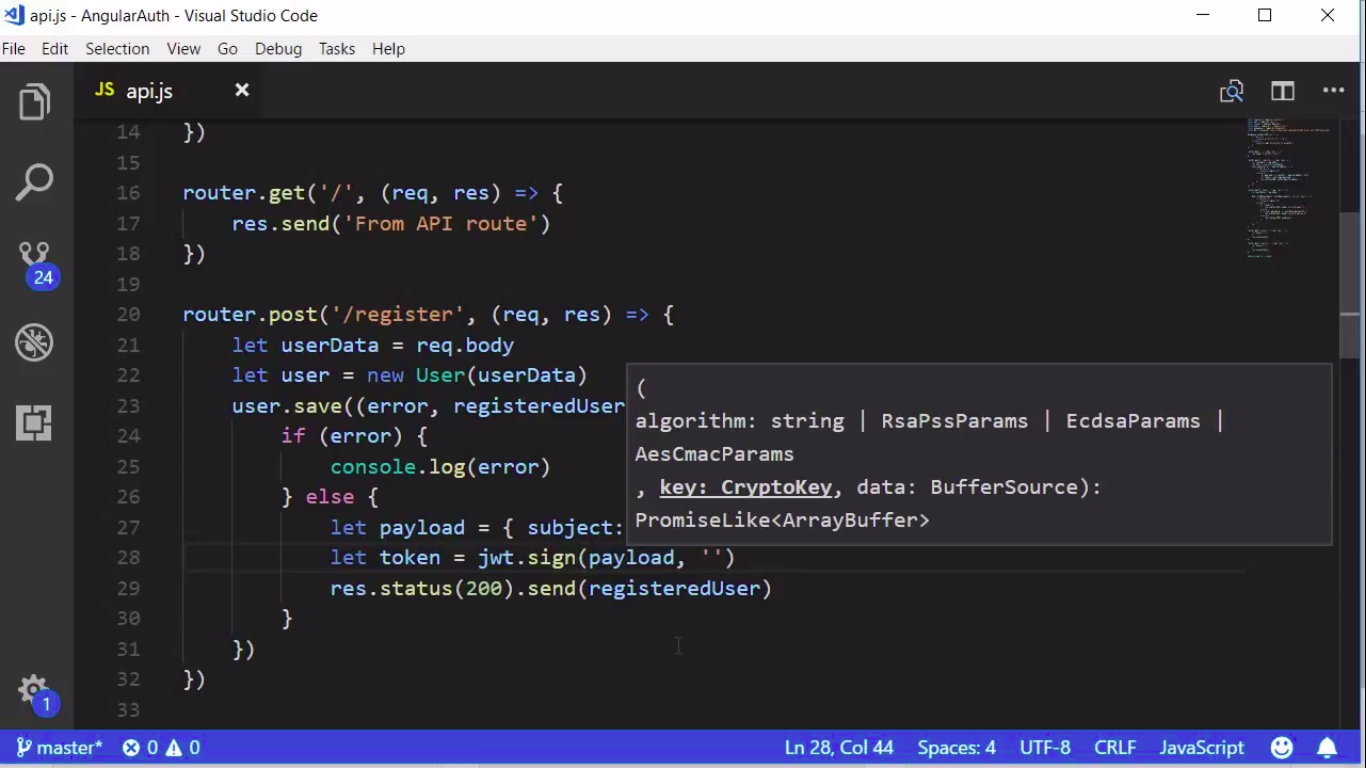 api.js - AngularAuth - Visual Studio Code
File Edit Selection View Go Debug Tasks Help
JS api.js
14 })
15
16 router.get('/', (req, res) => {
17 res.send('From API route')
18 })
19
20 router.post('/register', (req, res) => {
21 let userData = req.body
22 let user = new User(userData)
23 user.save((error, registeredUser
24 if (error) {
25 console.log(error)
26 } else {
27 let payload = { subject:
28 let token = jwt.sign(payload, '')
29 res.status(200).send(registeredUser)
30 }
31 })
32 })
33
(
algorithm: string | RsaPssParams | EcdsaParams |
AesCmacParams
, key: CryptoKey, data: BufferSource):
PromiseLike<ArrayBuffer>
24
1
master* 0 0 Ln 28, Col 44 Spaces: 4 UTF-8 CRLF JavaScript